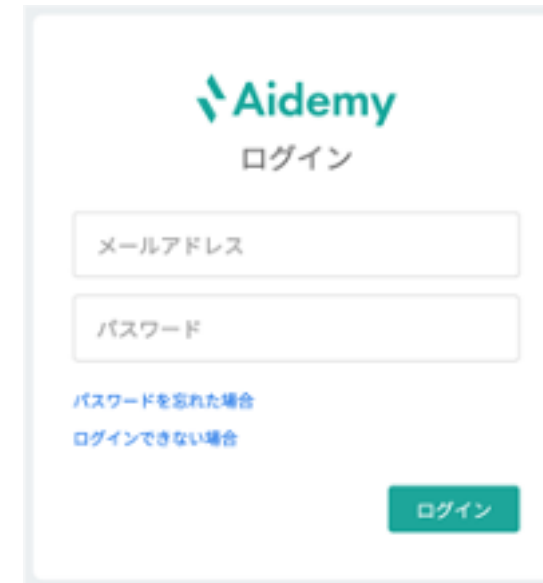 Aidemy
ログイン
メールアドレス
パスワード
パスワードを忘れた場合
ログインできない場合
ログイン